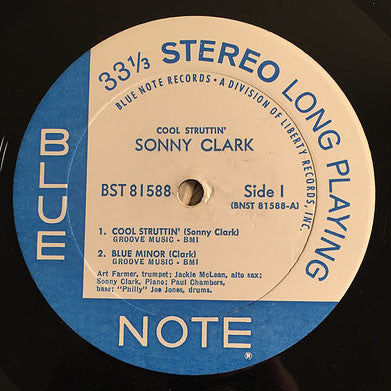 33 1/3 STEREO LONG PLAYING
BLUE NOTE RECORDS • A DIVISION OF LIBERTY RECORDS, INC.
COOL STRUTTIN'
SONNY CLARK
BST 81588
Side 1
(BNST 81588-A)
1. COOL STRUTTIN' (Sonny Clark)
GROOVE MUSIC - BMI
2. BLUE MINOR (Clark)
GROOVE MUSIC - BMI
Art Farmer, trumpet; Jackie McLean, alto sax;
Sonny Clark, Piano; Paul Chambers,
bass; "Philly" Joe Jones, drums.
BLUE
NOTE
®